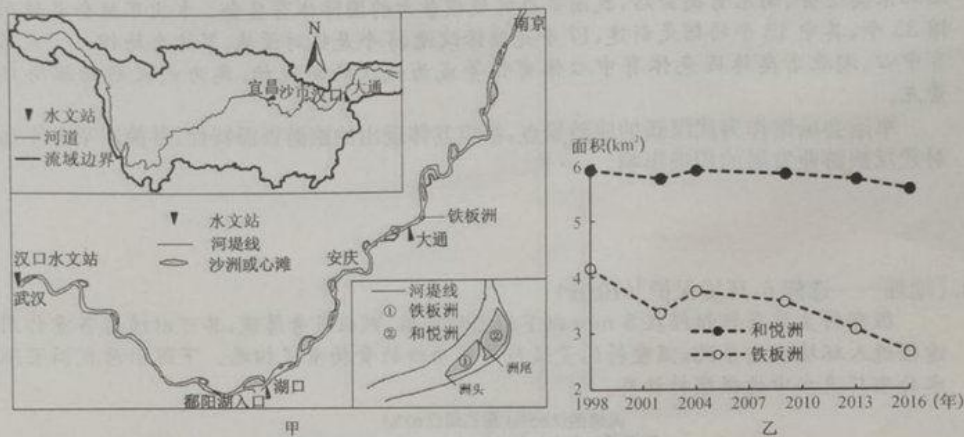 南京
N
宜昌
沙市
汉口
大通
水文站
河道
流域边界
水文站
河堤线
沙洲或心滩
铁板洲
大通
安庆
汉口水文站
武汉
湖口
鄱阳湖入口
河堤线
① 铁板洲
② 和悦洲
①
②
洲头
洲尾
甲
面积(km²)
6
5
4
3
2
和悦洲
铁板洲
1998 2001 2004 2007 2010 2013 2016 (年)
乙